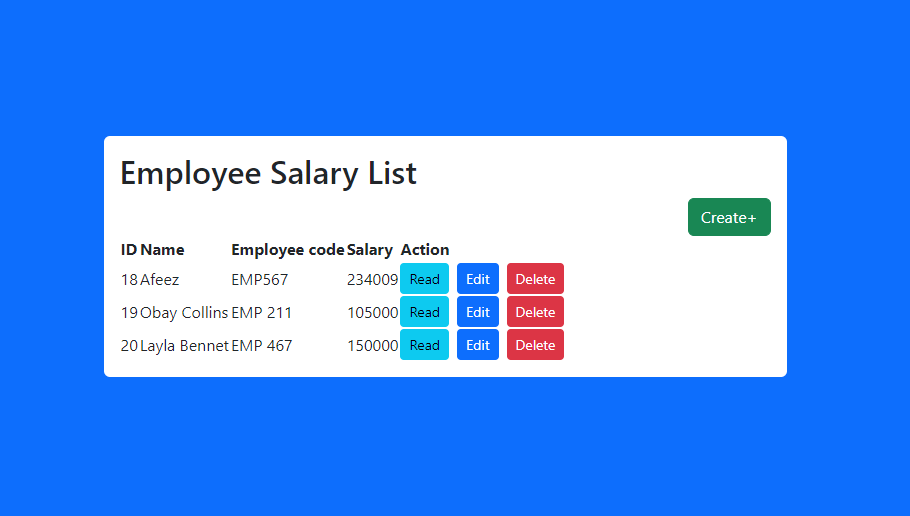 Employee Salary List
Create+
ID Name Employee code Salary Action
18 Afeez EMP567 234009 Read Edit Delete
19 Obay Collins EMP 211 105000 Read Edit Delete
20 Layla Bennet EMP 467 150000 Read Edit Delete